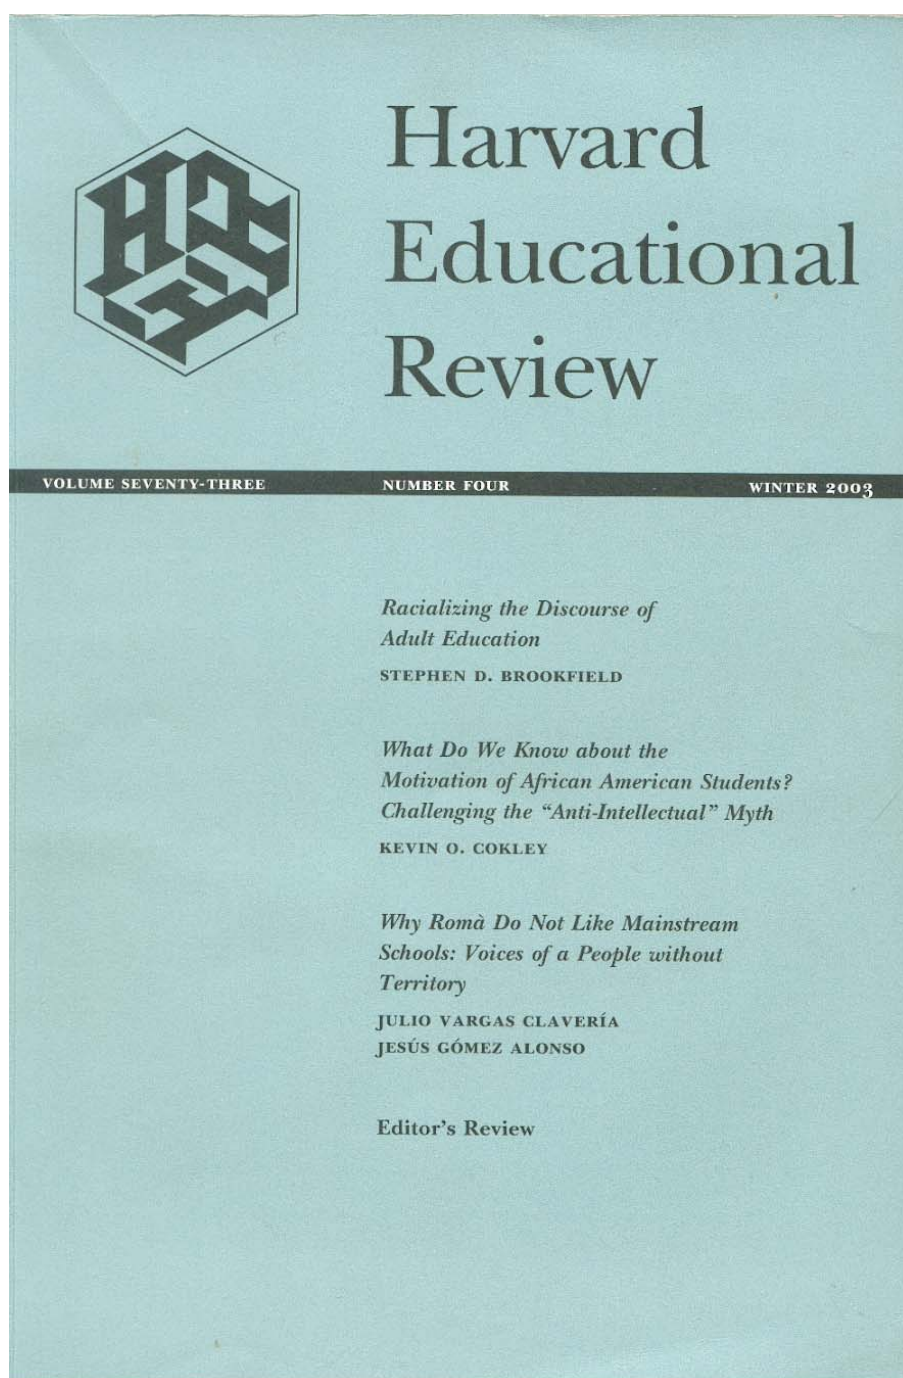 Harvard
Educational
Review
VOLUME SEVENTY-THREE
NUMBER FOUR
WINTER 2003
Racializing the Discourse of
Adult Education
STEPHEN D. BROOKFIELD
What Do We Know about the
Motivation of African American Students?
Challenging the “Anti-Intellectual” Myth
KEVIN O. COKLEY
Why Romà Do Not Like Mainstream
Schools: Voices of a People without
Territory
JULIO VARGAS CLAVERÍA
JESÚS GÓMEZ ALONSO
Editor’s Review